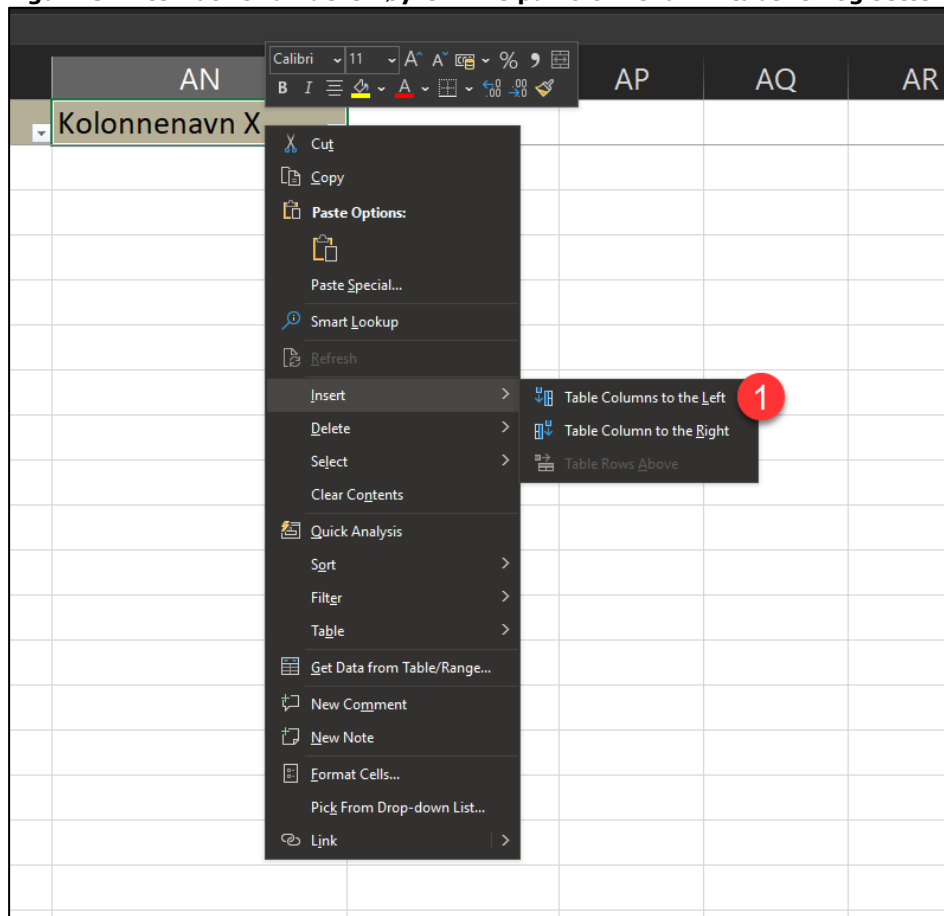 Calibri 11 A^ A˅ % 9
B I A .00 .00
AN AP AQ AR
Kolonnenavn X
Cut
Copy
Paste Options:
Paste Special...
Smart Lookup
Refresh
Insert
Table Columns to the Left 1
Delete
Table Column to the Right
Select
Table Rows Above
Clear Contents
Quick Analysis
Sort
Filter
Table
Get Data from Table/Range...
New Comment
New Note
Format Cells...
Pick From Drop-down List...
Link